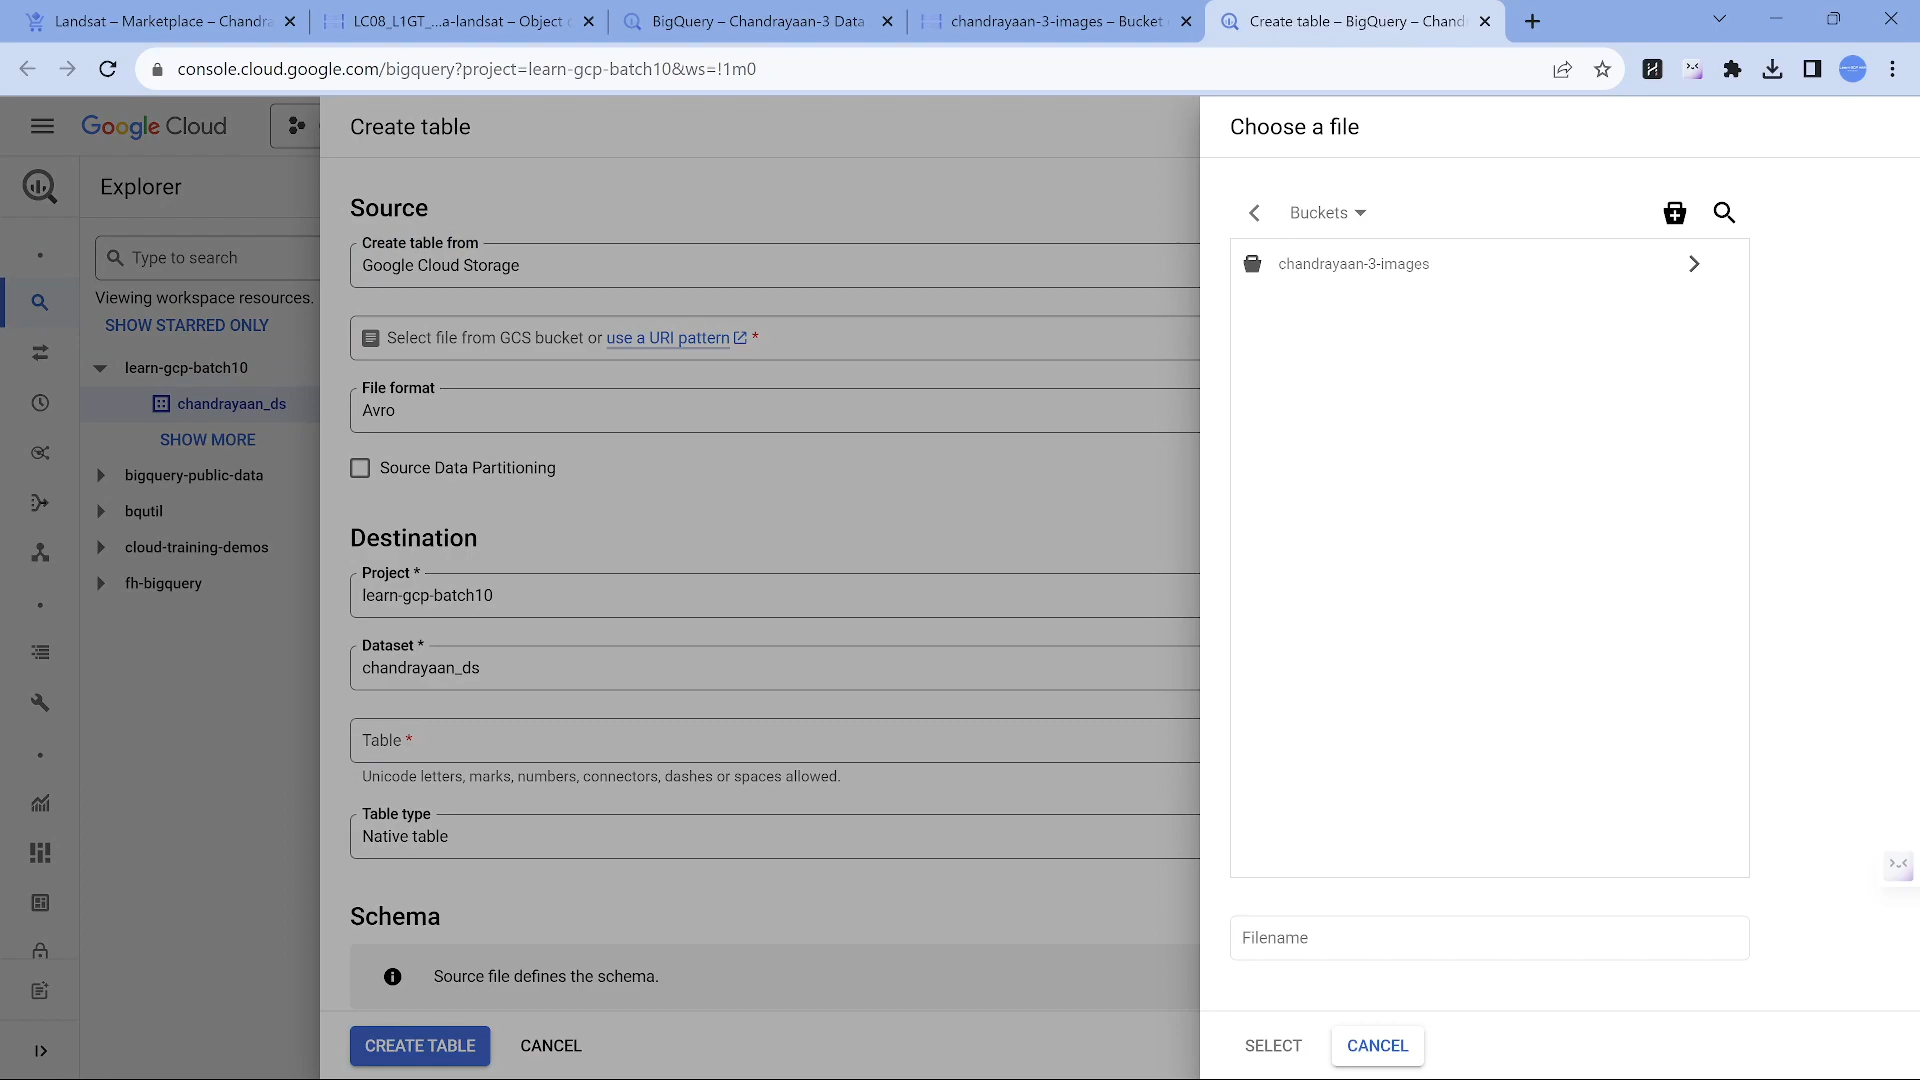 Landsat – Marketplace – Chandra
LC08_L1GT_...a-landsat – Object d
BigQuery – Chandrayaan-3 Data
chandrayaan-3-images – Bucket
Create table – BigQuery – Chand
console.cloud.google.com/bigquery?project=learn-gcp-batch10&ws=!1m0
Google Cloud
Create table
Choose a file
Explorer
Type to search
Viewing workspace resources.
SHOW STARRED ONLY
learn-gcp-batch10
chandrayaan_ds
SHOW MORE
bigquery-public-data
bqutil
cloud-training-demos
fh-bigquery
Source
Create table from
Google Cloud Storage
Select file from GCS bucket or use a URI pattern *
File format
Avro
Source Data Partitioning
Destination
Project *
learn-gcp-batch10
Dataset *
chandrayaan_ds
Table *
Unicode letters, marks, numbers, connectors, dashes or spaces allowed.
Table type
Native table
Schema
Source file defines the schema.
CREATE TABLE
CANCEL
Buckets
chandrayaan-3-images
Filename
SELECT
CANCEL